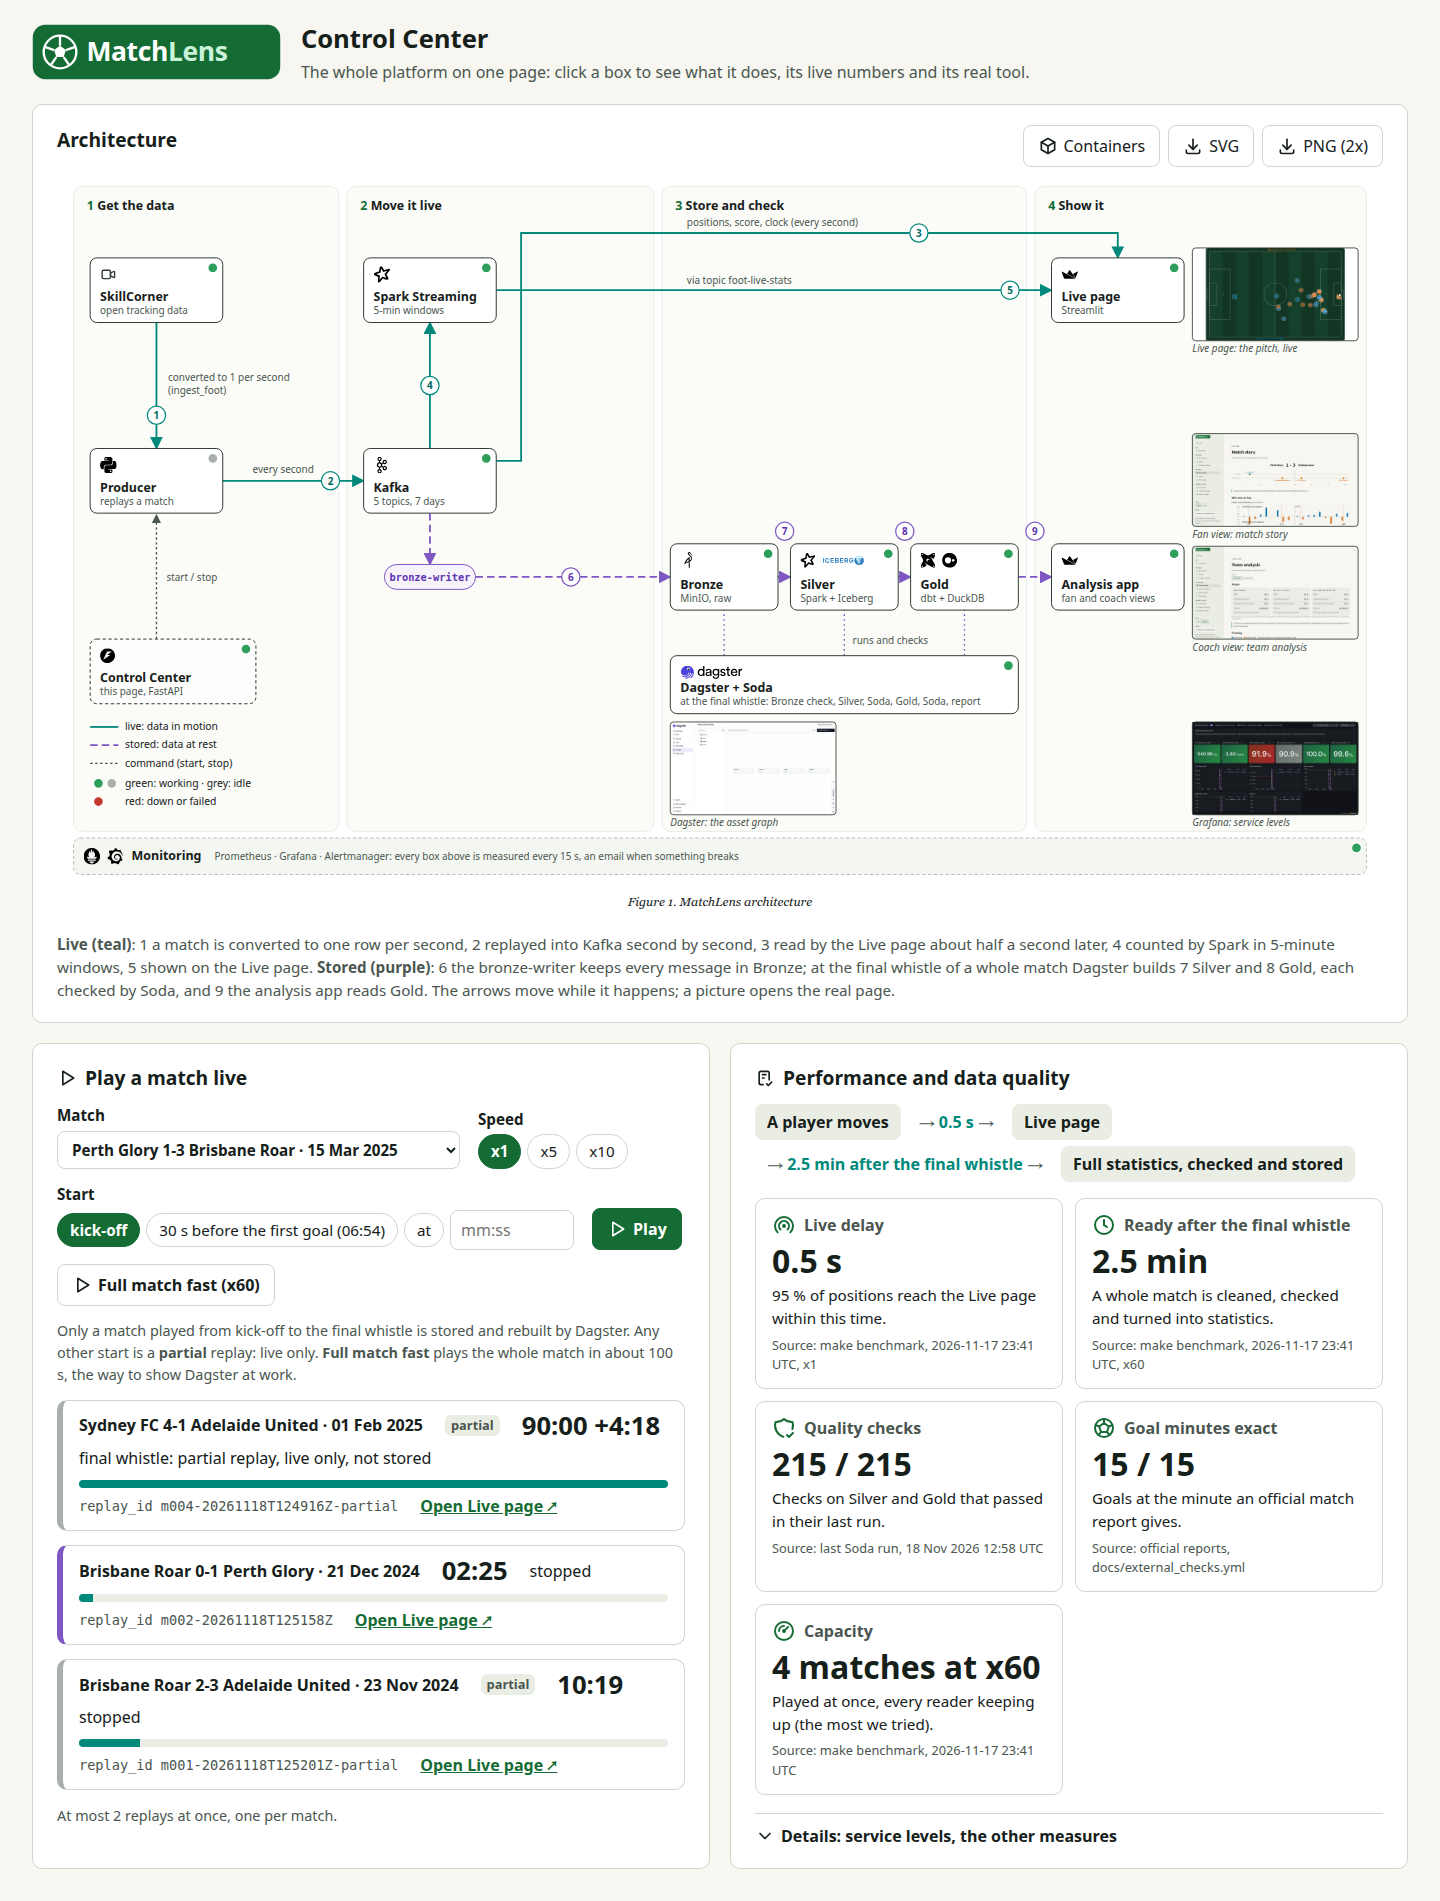 MatchLens
Control Center
The whole platform on one page: click a box to see what it does, its live numbers and its real tool.
Architecture
Containers
SVG
PNG (2x)
1 Get the data
2 Move it live
3 Store and check
4 Show it
positions, score, clock (every second)
3
SkillCorner
open tracking data
Spark Streaming
5-min windows
via topic foot-live-stats
5
Live page
Streamlit
Live page: the pitch, live
converted to 1 per second
(ingest_foot)
1
4
Producer
replays a match
every second
2
Kafka
5 topics, 7 days
Match story
Fan view: match story
start / stop
bronze-writer
6
7
8
9
Bronze
MinIO, raw
ICEBERG
Silver
Spark + Iceberg
Gold
dbt + DuckDB
Analysis app
fan and coach views
Team analysis
Coach view: team analysis
runs and checks
Control Center
this page, FastAPI
dagster
Dagster + Soda
at the final whistle: Bronze check, Silver, Soda, Gold, Soda, report
live: data in motion
stored: data at rest
command (start, stop)
green: working · grey: idle
red: down or failed
Dagster: the asset graph
91.9%
90.9%
100.0%
99.6%
Grafana: service levels
Monitoring
Prometheus · Grafana · Alertmanager: every box above is measured every 15 s, an email when something breaks
Figure 1. MatchLens architecture
Live (teal): 1 a match is converted to one row per second, 2 replayed into Kafka second by second, 3 read by the Live page about half a second later, 4 counted by Spark in 5-minute
windows, 5 shown on the Live page. Stored (purple): 6 the bronze-writer keeps every message in Bronze; at the final whistle of a whole match Dagster builds 7 Silver and 8 Gold, each
checked by Soda, and 9 the analysis app reads Gold. The arrows move while it happens; a picture opens the real page.
Play a match live
Match
Speed
Perth Glory 1-3 Brisbane Roar · 15 Mar 2025
x1
x5
x10
Start
kick-off
30 s before the first goal (06:54)
at
mm:ss
Play
Full match fast (x60)
Only a match played from kick-off to the final whistle is stored and rebuilt by Dagster. Any
other start is a partial replay: live only. Full match fast plays the whole match in about 100
s, the way to show Dagster at work.
Sydney FC 4-1 Adelaide United · 01 Feb 2025
partial
90:00 +4:18
final whistle: partial replay, live only, not stored
replay_id m004-20261118T124916Z-partial
Open Live page ↗
Brisbane Roar 0-1 Perth Glory · 21 Dec 2024
02:25
stopped
replay_id m002-20261118T125158Z
Open Live page ↗
Brisbane Roar 2-3 Adelaide United · 23 Nov 2024
partial
10:19
stopped
replay_id m001-20261118T125201Z-partial
Open Live page ↗
At most 2 replays at once, one per match.
Performance and data quality
A player moves
→ 0.5 s →
Live page
→ 2.5 min after the final whistle →
Full statistics, checked and stored
Live delay
0.5 s
95 % of positions reach the Live page
within this time.
Source: make benchmark, 2026-11-17 23:41
UTC, x1
Ready after the final whistle
2.5 min
A whole match is cleaned, checked
and turned into statistics.
Source: make benchmark, 2026-11-17 23:41
UTC, x60
Quality checks
215 / 215
Checks on Silver and Gold that passed
in their last run.
Source: last Soda run, 18 Nov 2026 12:58 UTC
Goal minutes exact
15 / 15
Goals at the minute an official match
report gives.
Source: official reports,
docs/external_checks.yml
Capacity
4 matches at x60
Played at once, every reader keeping
up (the most we tried).
Source: make benchmark, 2026-11-17 23:41
UTC
Details: service levels, the other measures